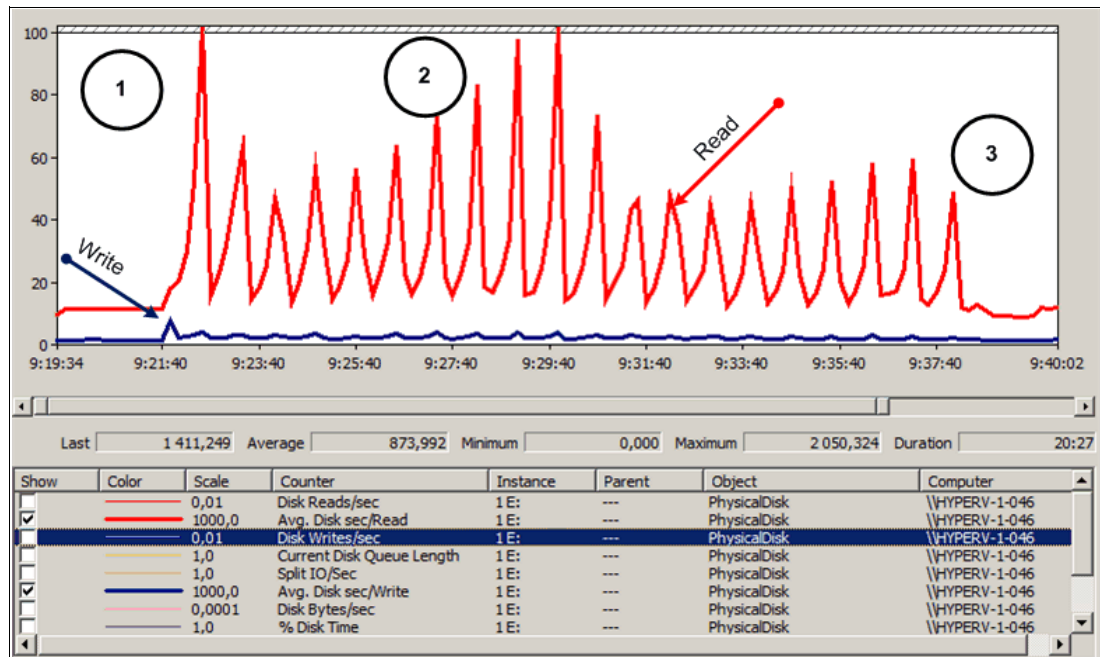 100
80
60
40
20
0
1
2
3
Read
Write
9:19:34 9:21:40 9:23:40 9:25:40 9:27:40 9:29:40 9:31:40 9:33:40 9:35:40 9:37:40 9:40:02
Last 1 411,249 Average 873,992 Minimum 0,000 Maximum 2 050,324 Duration 20:27
Show Color Scale Counter Instance Parent Object Computer
0,01 Disk Reads/sec 1 E: --- PhysicalDisk \\HYPERV-1-046
1000,0 Avg. Disk sec/Read 1 E: --- PhysicalDisk \\HYPERV-1-046
0,01 Disk Writes/sec 1 E: --- PhysicalDisk \\HYPERV-1-046
1,0 Current Disk Queue Length 1 E: --- PhysicalDisk \\HYPERV-1-046
1,0 Split IO/Sec 1 E: --- PhysicalDisk \\HYPERV-1-046
1000,0 Avg. Disk sec/Write 1 E: --- PhysicalDisk \\HYPERV-1-046
0,0001 Disk Bytes/sec 1 E: --- PhysicalDisk \\HYPERV-1-046
1,0 % Disk Time 1 E: --- PhysicalDisk \\HYPERV-1-046